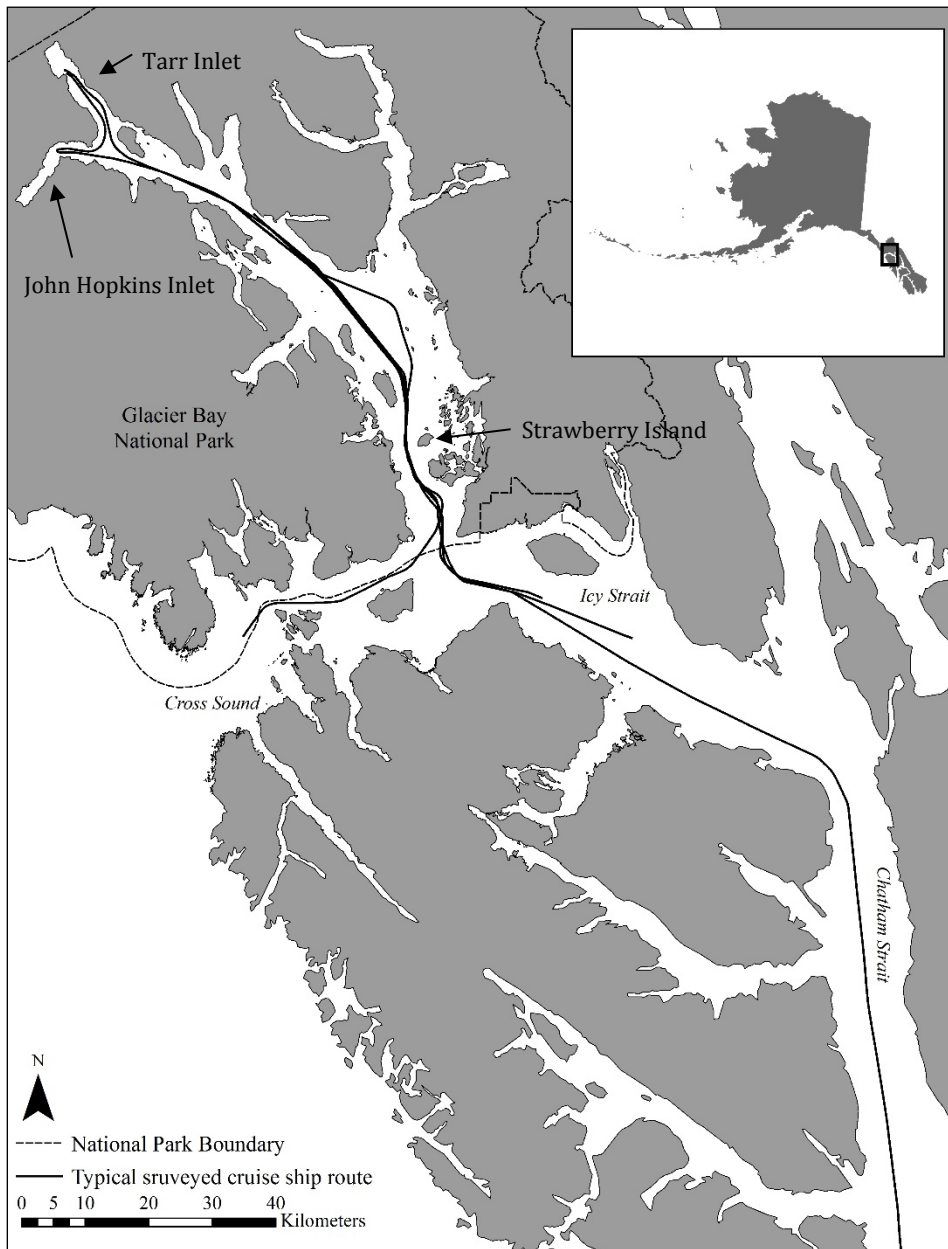 Tarr Inlet
John Hopkins Inlet
Glacier Bay
National Park
Strawberry Island
Icy Strait
Cross Sound
Chatham Strait
N
National Park Boundary
Typical sruveyed cruise ship route
0 5 10 20 30 40
Kilometers